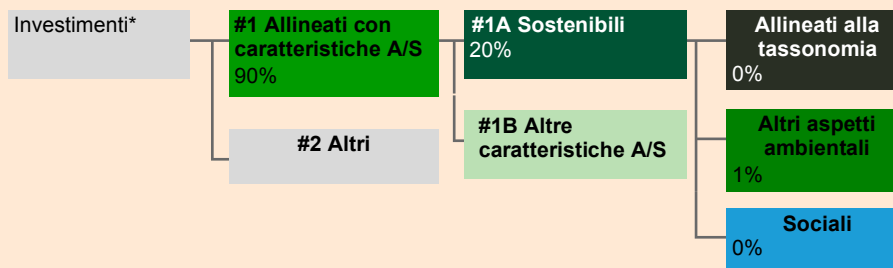 Investimenti*
#1 Allineati con
caratteristiche A/S
90%
#2 Altri
#1A Sostenibili
20%
#1B Altre
caratteristiche A/S
Allineati alla
tassonomia
0%
Altri aspetti
ambientali
1%
Sociali
0%